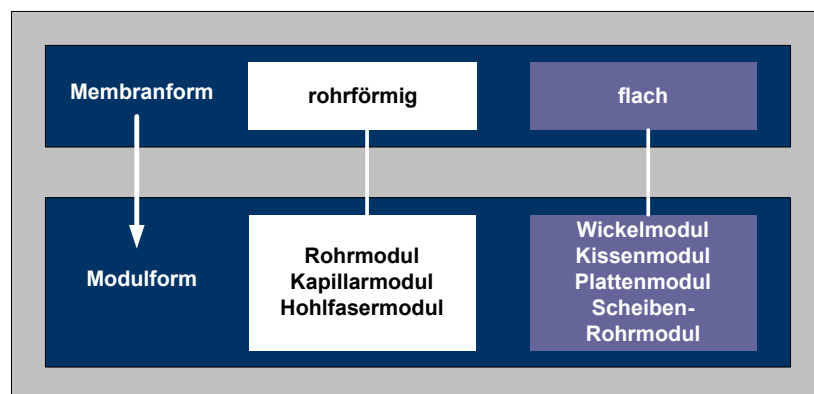 Membranform
rohrförmig
flach
Modulform
Rohrmodul
Kapillarmodul
Hohlfasermodul
Wickelmodul
Kissenmodul
Plattenmodul
Scheiben-
Rohrmodul